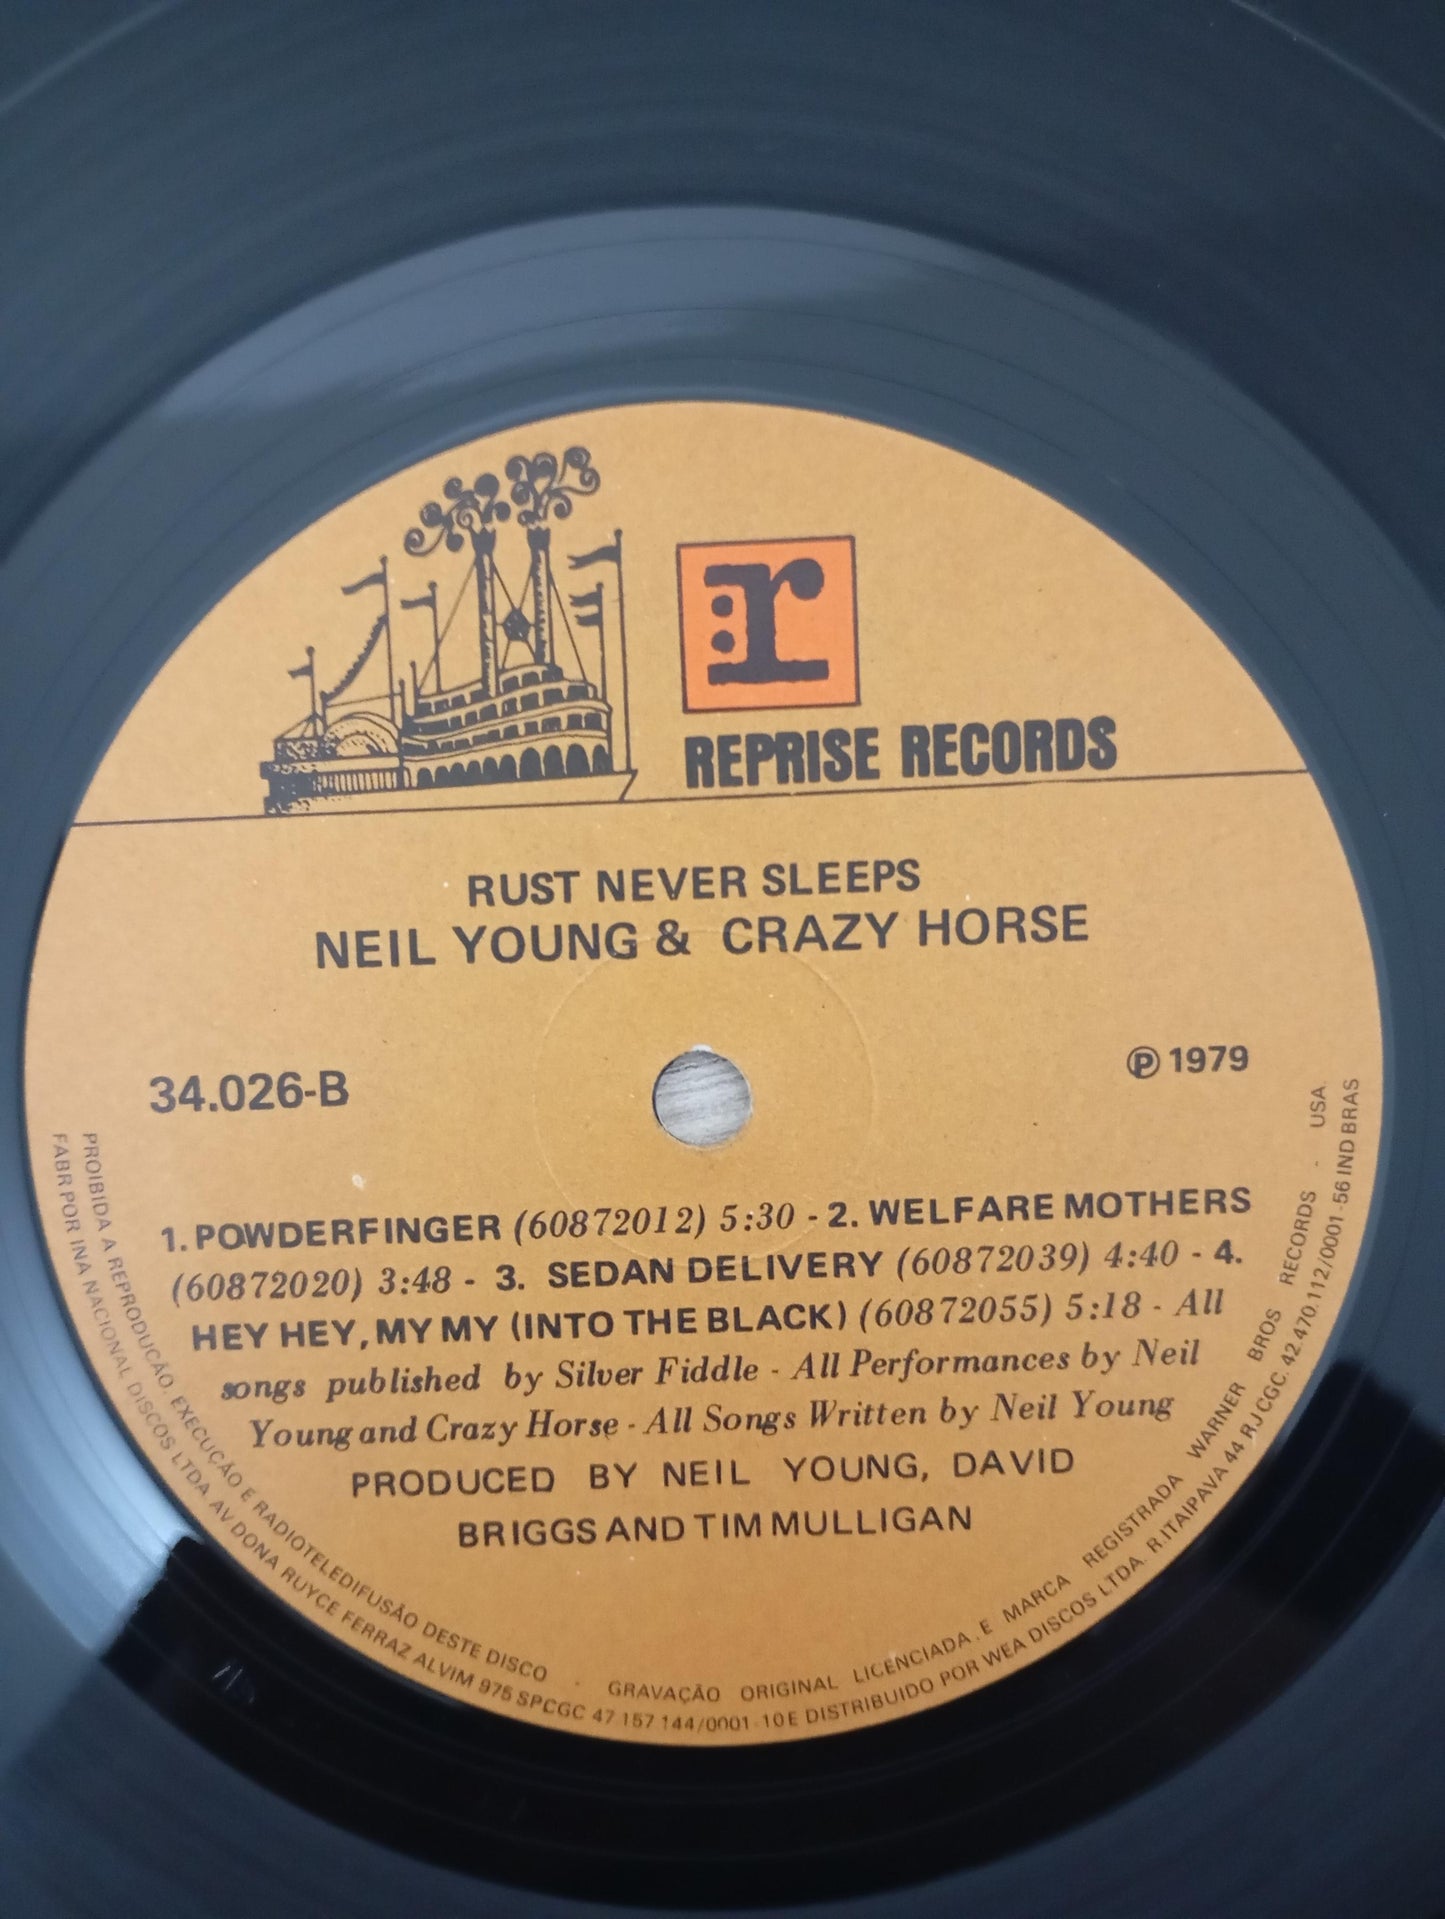 r
REPRISE RECORDS
RUST NEVER SLEEPS
NEIL YOUNG & CRAZY HORSE
34.026-B
℗ 1979
1. POWDERFINGER (60872012) 5:30 - 2. WELFARE MOTHERS
(60872020) 3:48 - 3. SEDAN DELIVERY (60872039) 4:40 - 4.
HEY HEY, MY MY (INTO THE BLACK) (60872055) 5:18 - All
songs published by Silver Fiddle - All Performances by Neil
Young and Crazy Horse - All Songs Written by Neil Young
PRODUCED BY NEIL YOUNG, DAVID
BRIGGS AND TIM MULLIGAN
PROIBIDA A REPRODUCÃO, EXECUÇÃO E RADIOTELEDIFUSÃO DESTE DISCO . GRAVAÇÃO ORIGINAL LICENCIADA . E MARCA REGISTRADA WARNER BROS RECORDS - USA
FABR POR INA NACIONAL DISCOS LTDA AV DONA RUYCE FERRAZ ALVIM 975 SPCGC 47 157 144/0001 10 E DISTRIBUIDO POR WEA DISCOS LTDA. R. ITAIPAVA 44 RJ CGC. 42.470.112/0001-56 IND BRAS